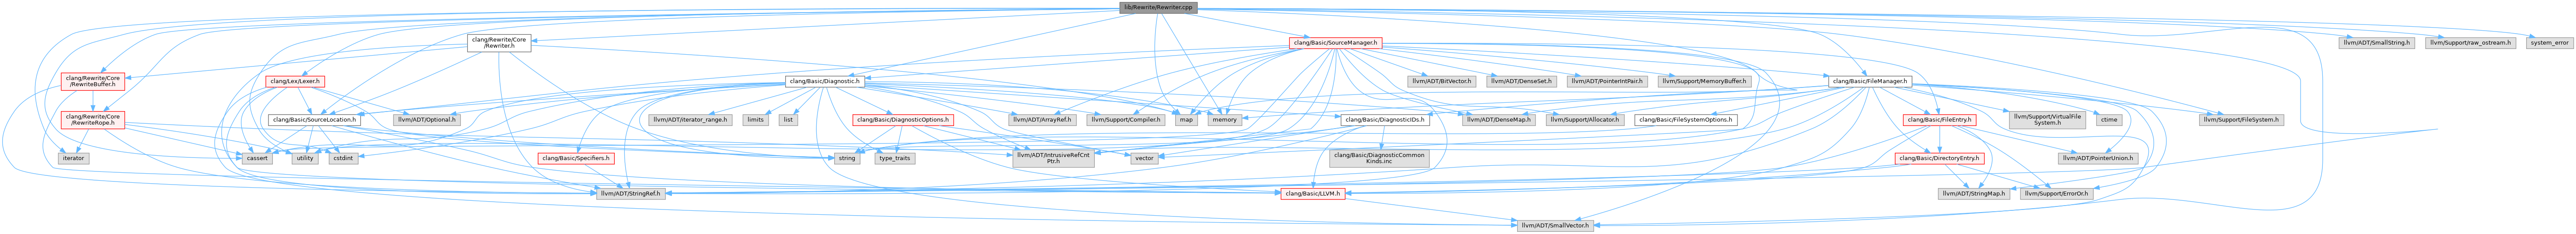 lib/Rewrite/Rewriter.cpp
clang/Rewrite/Core
/Rewriter.h
clang/Basic/SourceManager.h
llvm/ADT/SmallString.h
llvm/Support/raw_ostream.h
system_error
clang/Rewrite/Core
/RewriteBuffer.h
clang/Lex/Lexer.h
clang/Basic/Diagnostic.h
llvm/ADT/BitVector.h
llvm/ADT/DenseSet.h
llvm/ADT/PointerIntPair.h
llvm/Support/MemoryBuffer.h
clang/Basic/FileManager.h
clang/Rewrite/Core
/RewriteRope.h
clang/Basic/SourceLocation.h
llvm/ADT/Optional.h
llvm/ADT/iterator_range.h
limits
list
clang/Basic/DiagnosticOptions.h
llvm/ADT/ArrayRef.h
llvm/Support/Compiler.h
map
memory
clang/Basic/DiagnosticIDs.h
llvm/ADT/DenseMap.h
llvm/Support/Allocator.h
clang/Basic/FileSystemOptions.h
clang/Basic/FileEntry.h
llvm/Support/VirtualFile
System.h
ctime
llvm/Support/FileSystem.h
iterator
cassert
utility
cstdint
clang/Basic/Specifiers.h
string
type_traits
llvm/ADT/IntrusiveRefCnt
Ptr.h
vector
clang/Basic/DiagnosticCommon
Kinds.inc
clang/Basic/DirectoryEntry.h
llvm/ADT/PointerUnion.h
llvm/ADT/StringRef.h
clang/Basic/LLVM.h
llvm/ADT/StringMap.h
llvm/Support/ErrorOr.h
llvm/ADT/SmallVector.h